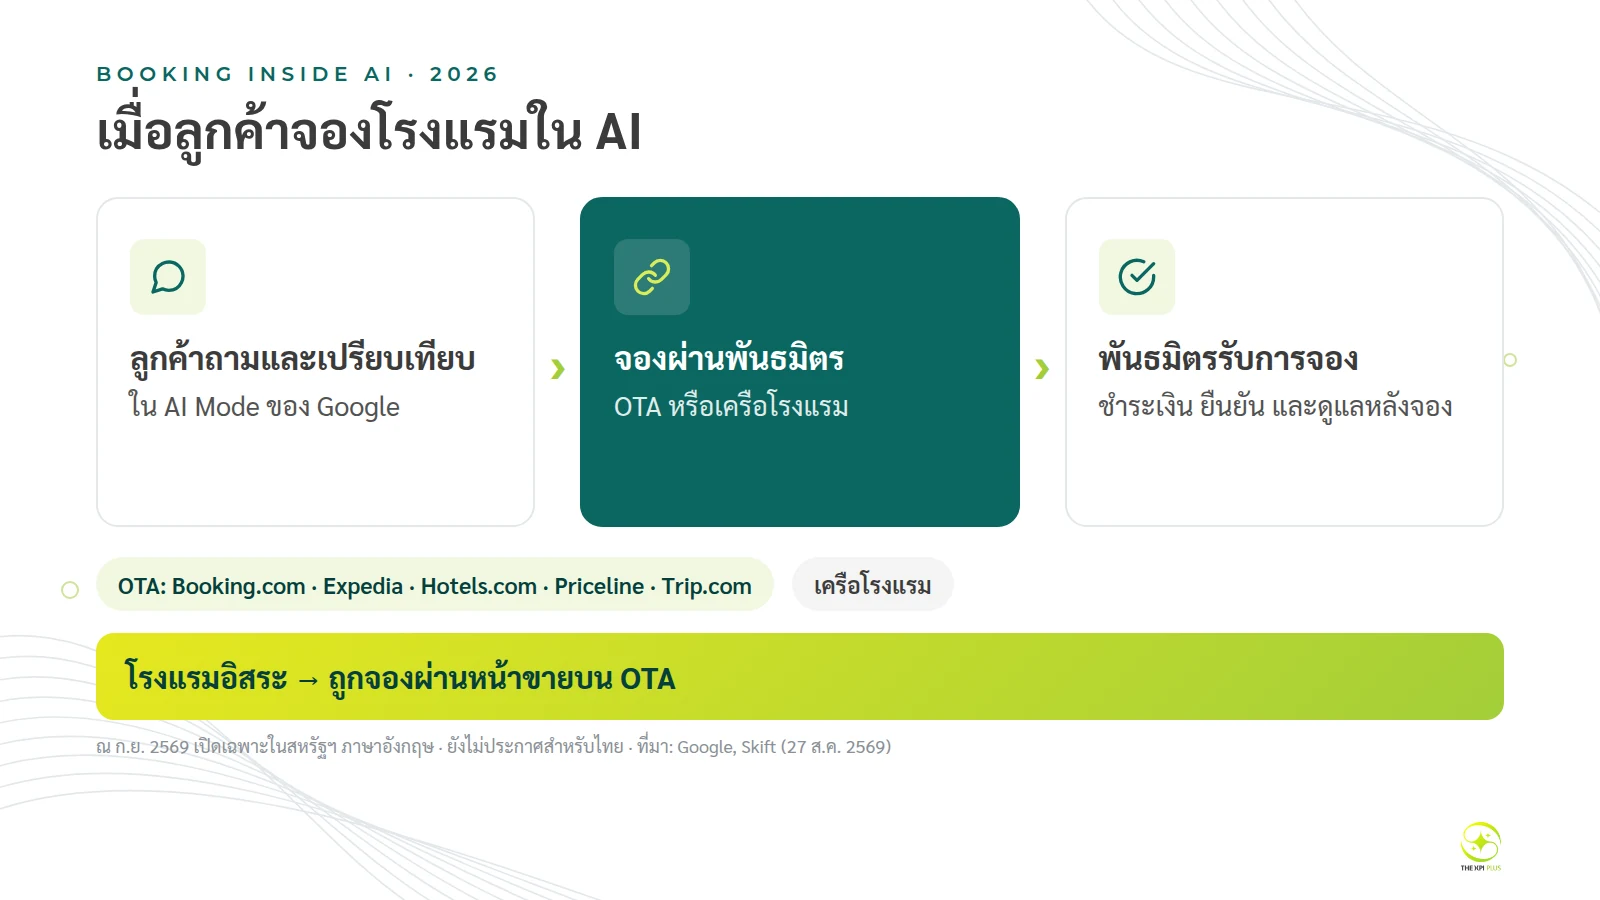 BOOKING INSIDE AI · 2026
เมื่อลูกค้าจองโรงแรมใน AI
ลูกค้าถามและเปรียบเทียบ
ใน AI Mode ของ Google
›
จองผ่านพันธมิตร
OTA หรือเครือโรงแรม
›
พันธมิตรรับการจอง
ชำระเงิน ยืนยัน และดูแลหลังจอง
OTA: Booking.com · Expedia · Hotels.com · Priceline · Trip.com
เครือโรงแรม
โรงแรมอิสระ → ถูกจองผ่านหน้าขายบน OTA
ณ ก.ย. 2569 เปิดเฉพาะในสหรัฐฯ ภาษาอังกฤษ · ยังไม่ประกาศสำหรับไทย · ที่มา: Google, Skift (27 ส.ค. 2569)
THE XPI PLUS